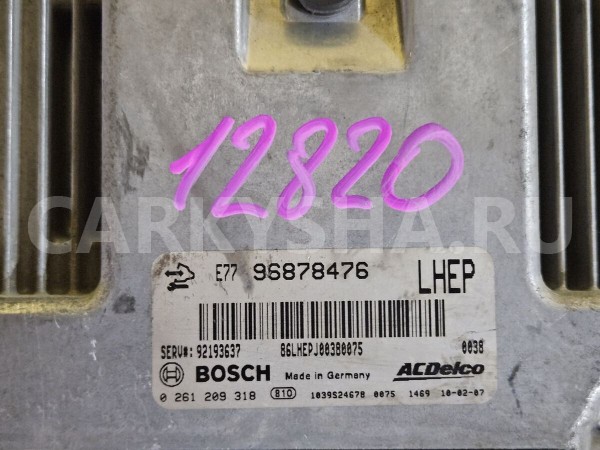 12820
CARKYSHA.RU
E77 96878476 LHEP
SERV#: 92193637 86LHEPJ00380075 0038
BOSCH Made in Germany ACDelco
0 261 209 318 B10 1039S24678 0075 1469 10-02-07